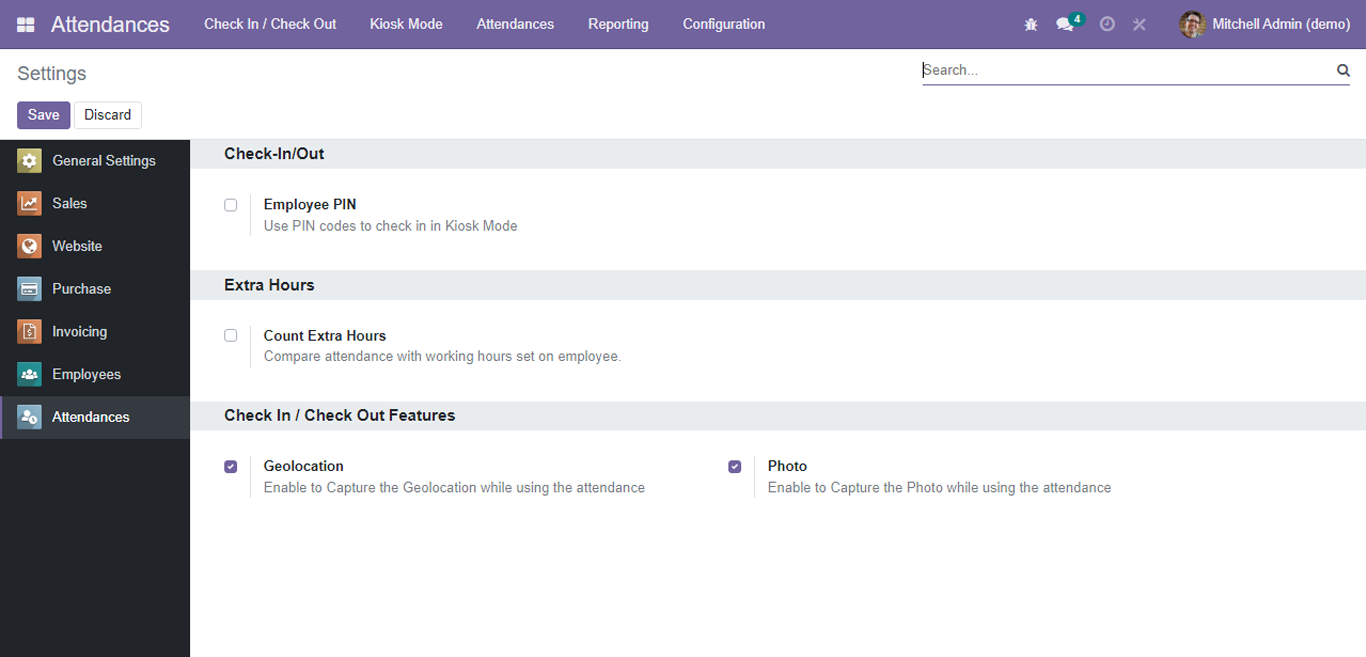 Attendances Check In / Check Out Kiosk Mode Attendances Reporting Configuration 4 Mitchell Admin (demo)
Settings
Search...
Save Discard
General Settings
Sales
Website
Purchase
Invoicing
Employees
Attendances
Check-In/Out
Employee PIN
Use PIN codes to check in in Kiosk Mode
Extra Hours
Count Extra Hours
Compare attendance with working hours set on employee.
Check In / Check Out Features
Geolocation
Enable to Capture the Geolocation while using the attendance
Photo
Enable to Capture the Photo while using the attendance